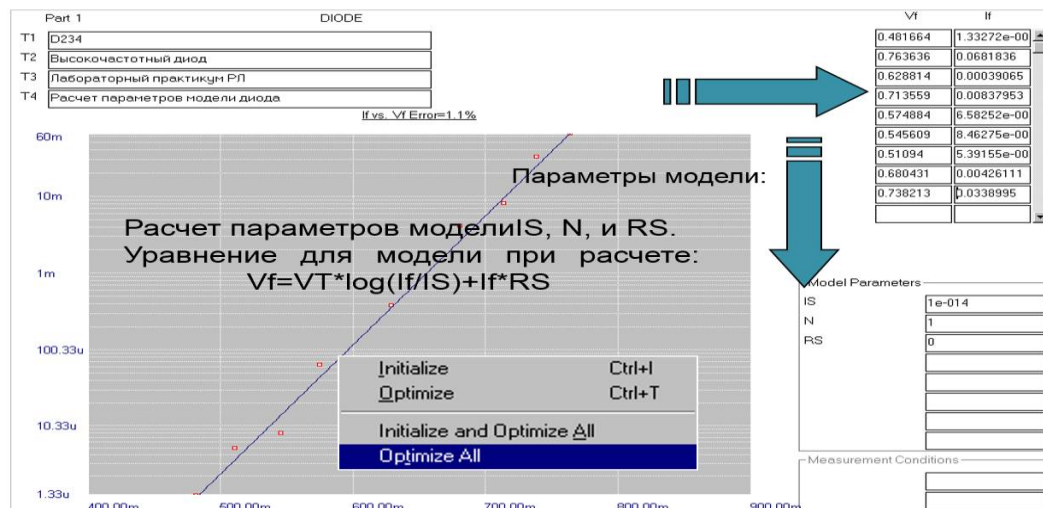 Part 1 DIODE
T1 D234
T2 Высокочастотный диод
T3 Лабораторный практикум РЛ
T4 Расчет параметров модели диода
Vf If
0.481664 1.33272e-00
0.763636 0.0681836
0.628814 0.00039065
0.713559 0.00837953
0.574884 6.58252e-00
0.545609 8.46275e-00
0.51094 5.39155e-00
0.680431 0.00426111
0.738213 0.0338995
If vs. Vf Error=1.1%
60m
10m
1m
100.33u
10.33u
1.33u
400.00m 500.00m 600.00m 700.00m 800.00m 900.00m
Параметры модели:
Расчет параметров моделиIS, N, и RS.
Уравнение для модели при расчете:
Vf=VT*log(If/IS)+If*RS
Initialize Ctrl+I
Optimize Ctrl+T
Initialize and Optimize All
Optimize All
Model Parameters
IS 1e-014
N 1
RS 0
Measurement Conditions